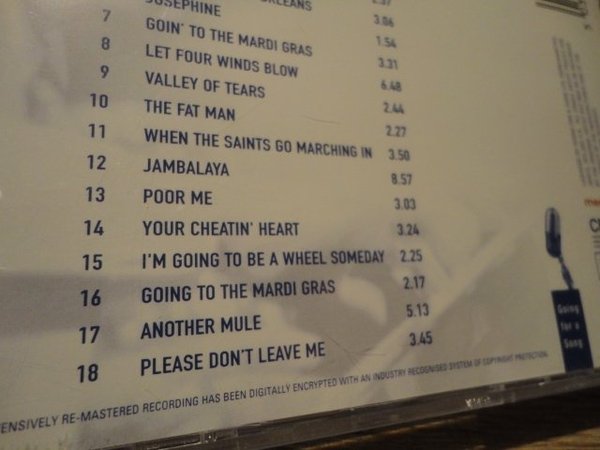 ORLEANS 3.06
JOSEPHINE 1.54
7 GOIN' TO THE MARDI GRAS 3.31
8 LET FOUR WINDS BLOW 6.48
9 VALLEY OF TEARS 2.44
10 THE FAT MAN 2.27
11 WHEN THE SAINTS GO MARCHING IN 3.50
12 JAMBALAYA 8.57
13 POOR ME 3.03
14 YOUR CHEATIN' HEART 3.24
15 I'M GOING TO BE A WHEEL SOMEDAY 2.25
16 GOING TO THE MARDI GRAS 2.17
17 ANOTHER MULE 5.13
18 PLEASE DON'T LEAVE ME 3.45
ENSIVELY RE-MASTERED RECORDING HAS BEEN DIGITALLY ENCRYPTED WITH AN INDUSTRY RECOGNISED SYSTEM OF COPYRIGHT PROTECTION
Going
for a
Song